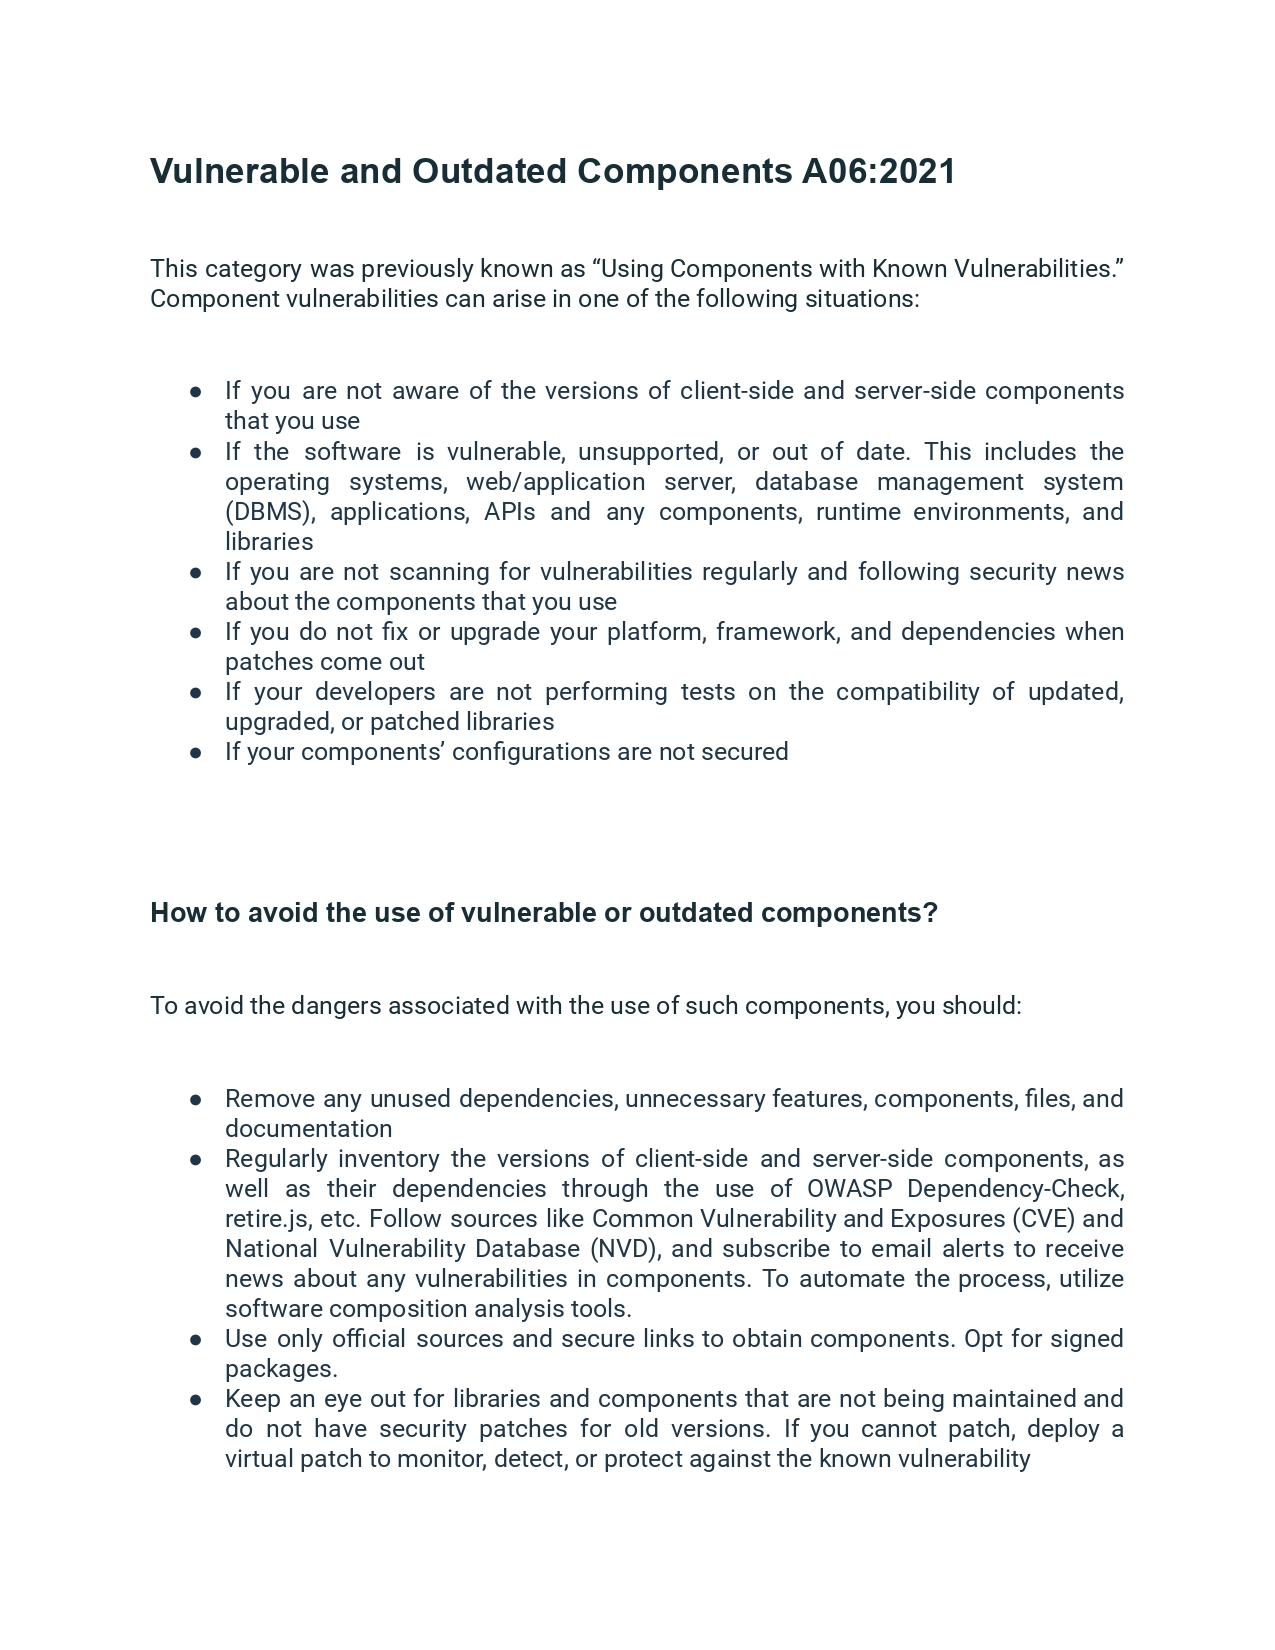 Vulnerable and Outdated Components A06:2021
This category was previously known as “Using Components with Known Vulnerabilities.”
Component vulnerabilities can arise in one of the following situations:
● If you are not aware of the versions of client-side and server-side components
that you use
● If the software is vulnerable, unsupported, or out of date. This includes the
operating systems, web/application server, database management system
(DBMS), applications, APIs and any components, runtime environments, and
libraries
● If you are not scanning for vulnerabilities regularly and following security news
about the components that you use
● If you do not fix or upgrade your platform, framework, and dependencies when
patches come out
● If your developers are not performing tests on the compatibility of updated,
upgraded, or patched libraries
● If your components’ configurations are not secured
How to avoid the use of vulnerable or outdated components?
To avoid the dangers associated with the use of such components, you should:
● Remove any unused dependencies, unnecessary features, components, files, and
documentation
● Regularly inventory the versions of client-side and server-side components, as
well as their dependencies through the use of OWASP Dependency-Check,
retire.js, etc. Follow sources like Common Vulnerability and Exposures (CVE) and
National Vulnerability Database (NVD), and subscribe to email alerts to receive
news about any vulnerabilities in components. To automate the process, utilize
software composition analysis tools.
● Use only official sources and secure links to obtain components. Opt for signed
packages.
● Keep an eye out for libraries and components that are not being maintained and
do not have security patches for old versions. If you cannot patch, deploy a
virtual patch to monitor, detect, or protect against the known vulnerability